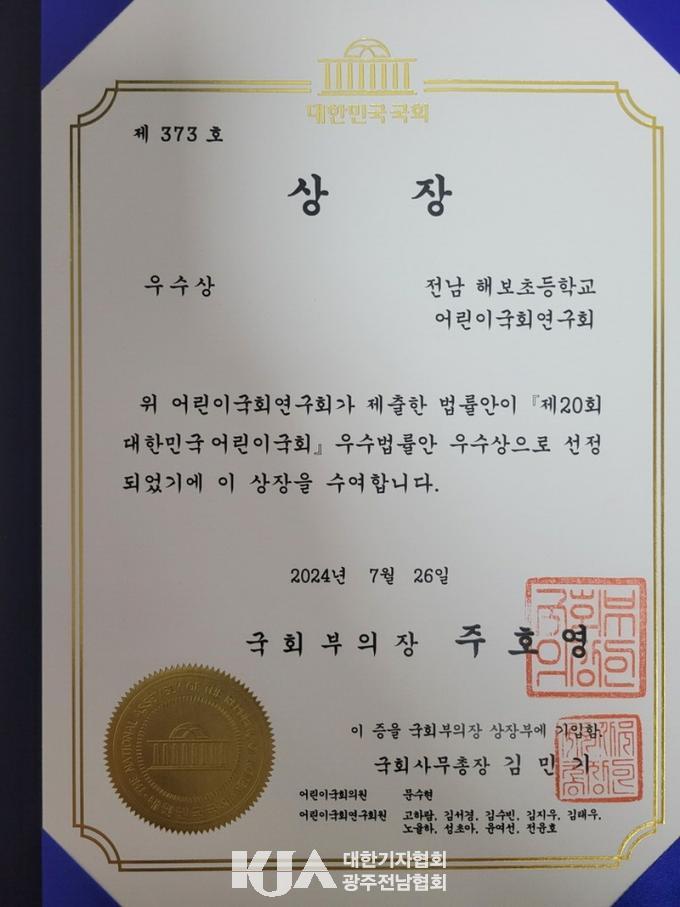 대한민국국회
제 373 호
상 장
우수상
전남 해보초등학교
어린이국회연구회
위 어린이국회연구회가 제출한 법률안이 『제20회
대한민국 어린이국회』 우수법률안 우수상으로 선정
되었기에 이 상장을 수여합니다.
2024년 7월 26일
국회부의장 주호영
이 증을 국회부의장 상장부에 기입함.
국회사무총장 김민기
어린이국회의원 문수현
어린이국회연구회원 고하람, 김서경, 김수빈, 김지우, 김태우,
노율하, 심초아, 윤여선, 전윤호
THE NATIONAL ASSEMBLY OF THE
KJA 대한기자협회
광주전남협회